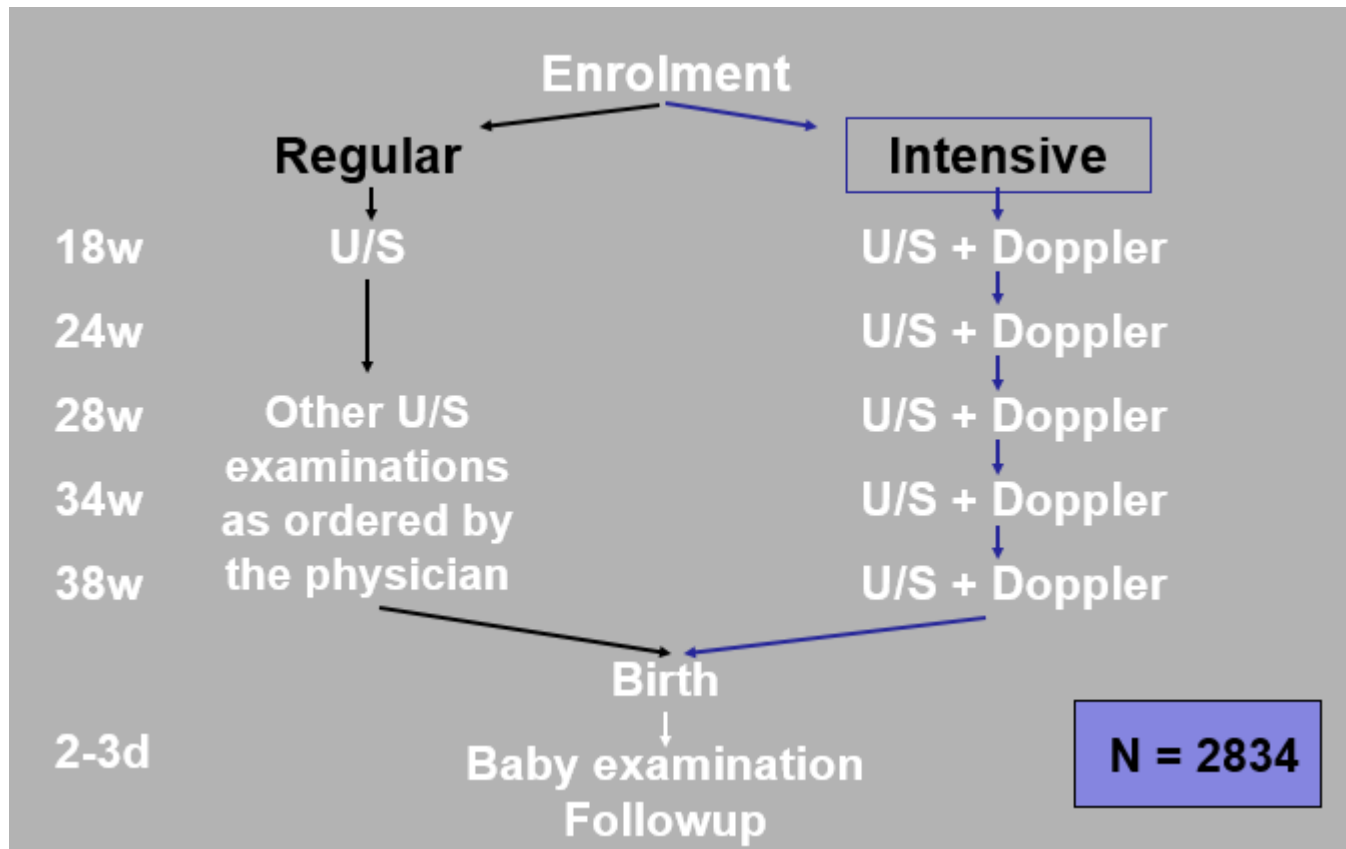 Enrolment
Regular
Intensive
18w
U/S
U/S + Doppler
24w
U/S + Doppler
28w
Other U/S
examinations
as ordered by
the physician
U/S + Doppler
34w
U/S + Doppler
38w
U/S + Doppler
Birth
2-3d
Baby examination
Followup
N = 2834